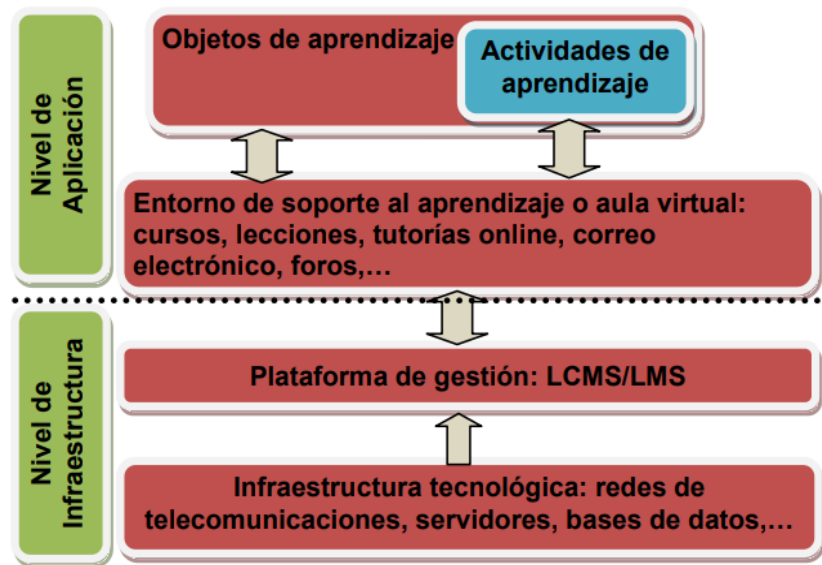 Nivel de
Aplicación
Objetos de aprendizaje
Actividades de
aprendizaje
Entorno de soporte al aprendizaje o aula virtual:
cursos, lecciones, tutorías online, correo
electrónico, foros,…
Nivel de
Infraestructura
Plataforma de gestión: LCMS/LMS
Infraestructura tecnológica: redes de
telecomunicaciones, servidores, bases de datos,…